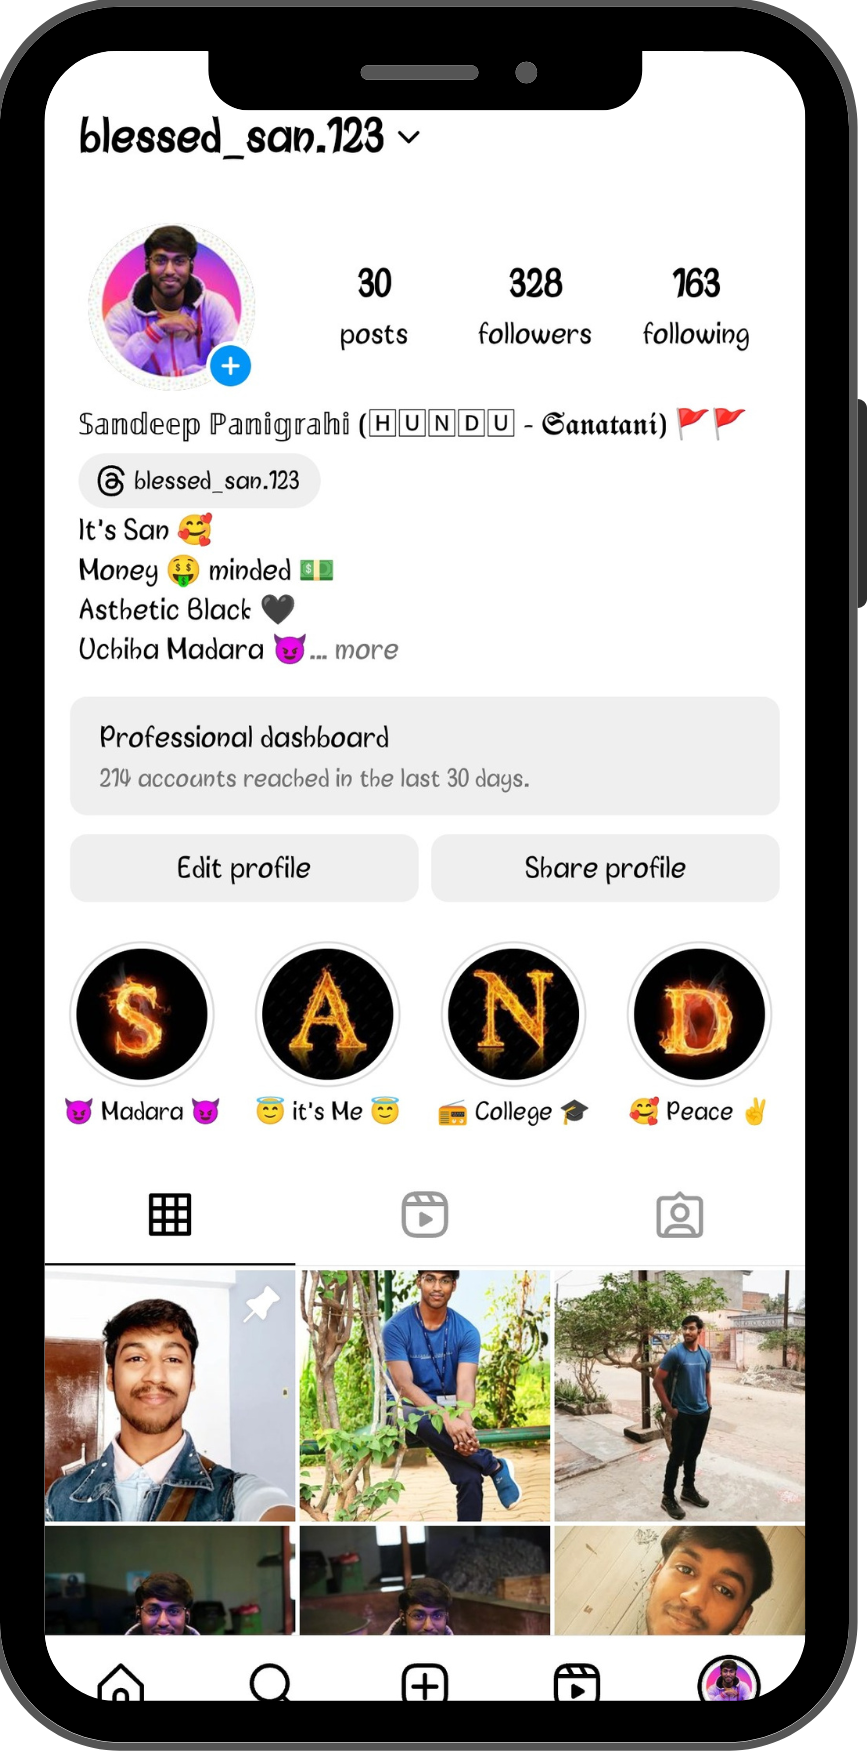 blessed_san.123
30 328 163
posts followers following
𝕊andeep ℙanigrahi (🄷🅄🄽🄳🅄 - 𝕾𝖆𝖓𝖆𝖙𝖆𝖓𝖎) 🚩🚩
blessed_san.123
It's San 🥰
Money 🤑 minded 💵
Asthetic Black 🖤
Uchiha Madara 😈... more
Professional dashboard
214 accounts reached in the last 30 days.
Edit profile Share profile
S A N D
😈 Madara 😈 😇 it's Me 😇 📻 College 🎓 🥰 Peace ✌️